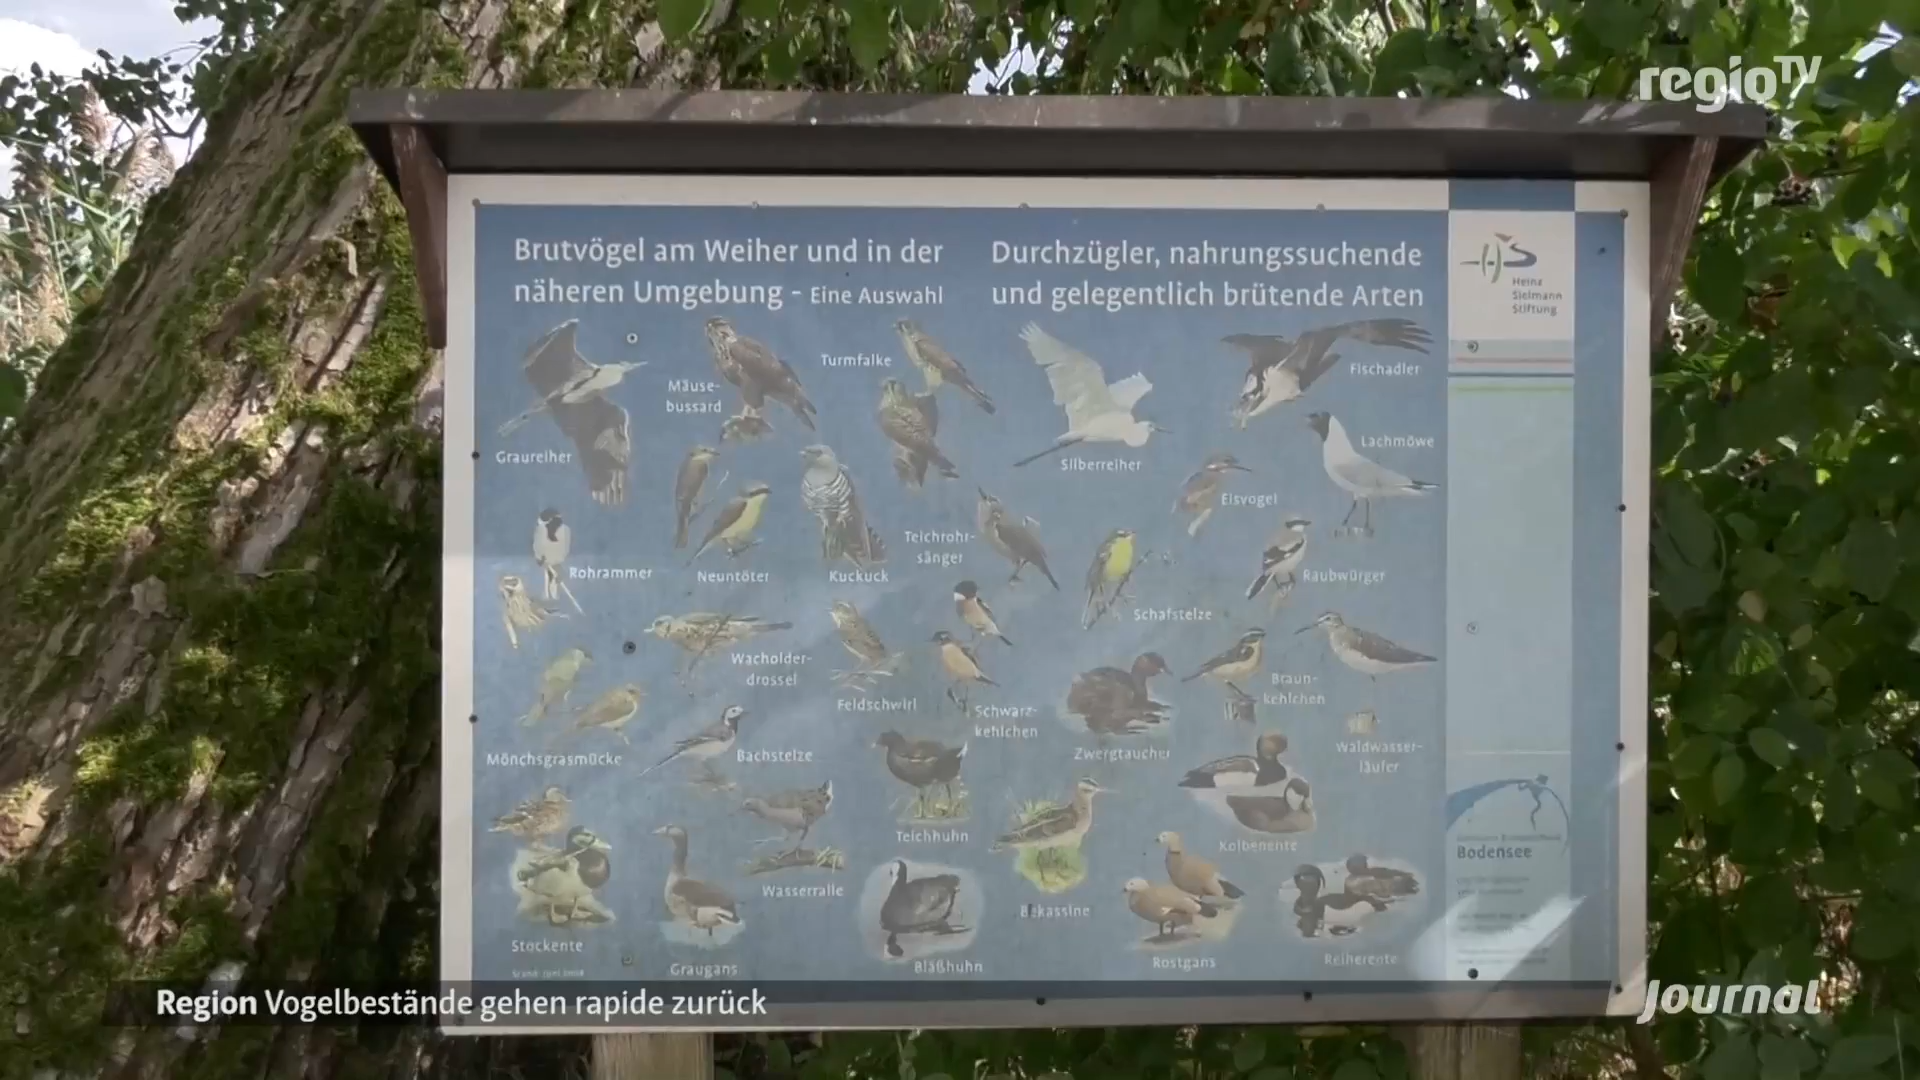 regioTV
Brutvögel am Weiher und in der
näheren Umgebung - Eine Auswahl
Durchzügler, nahrungssuchende
und gelegentlich brütende Arten
Heinz
Sielmann
Stiftung
Graureiher
Mäuse-
bussard
Turmfalke
Silberreiher
Fischadler
Lachmöwe
Eisvogel
Rohrammer
Neuntöter
Kuckuck
Teichrohr-
sänger
Schafstelze
Raubwürger
Wacholder-
drossel
Feldschwirl
Schwarz-
kehlchen
Braun-
kehlchen
Mönchsgrasmücke
Bachstelze
Zwergtaucher
Waldwasser-
läufer
Teichhuhn
Kolbenente
Wasserralle
Bekassine
Stockente
Graugans
Bläßhuhn
Rostgans
Reiherente
Bodensee
Region Vogelbestände gehen rapide zurück
Journal